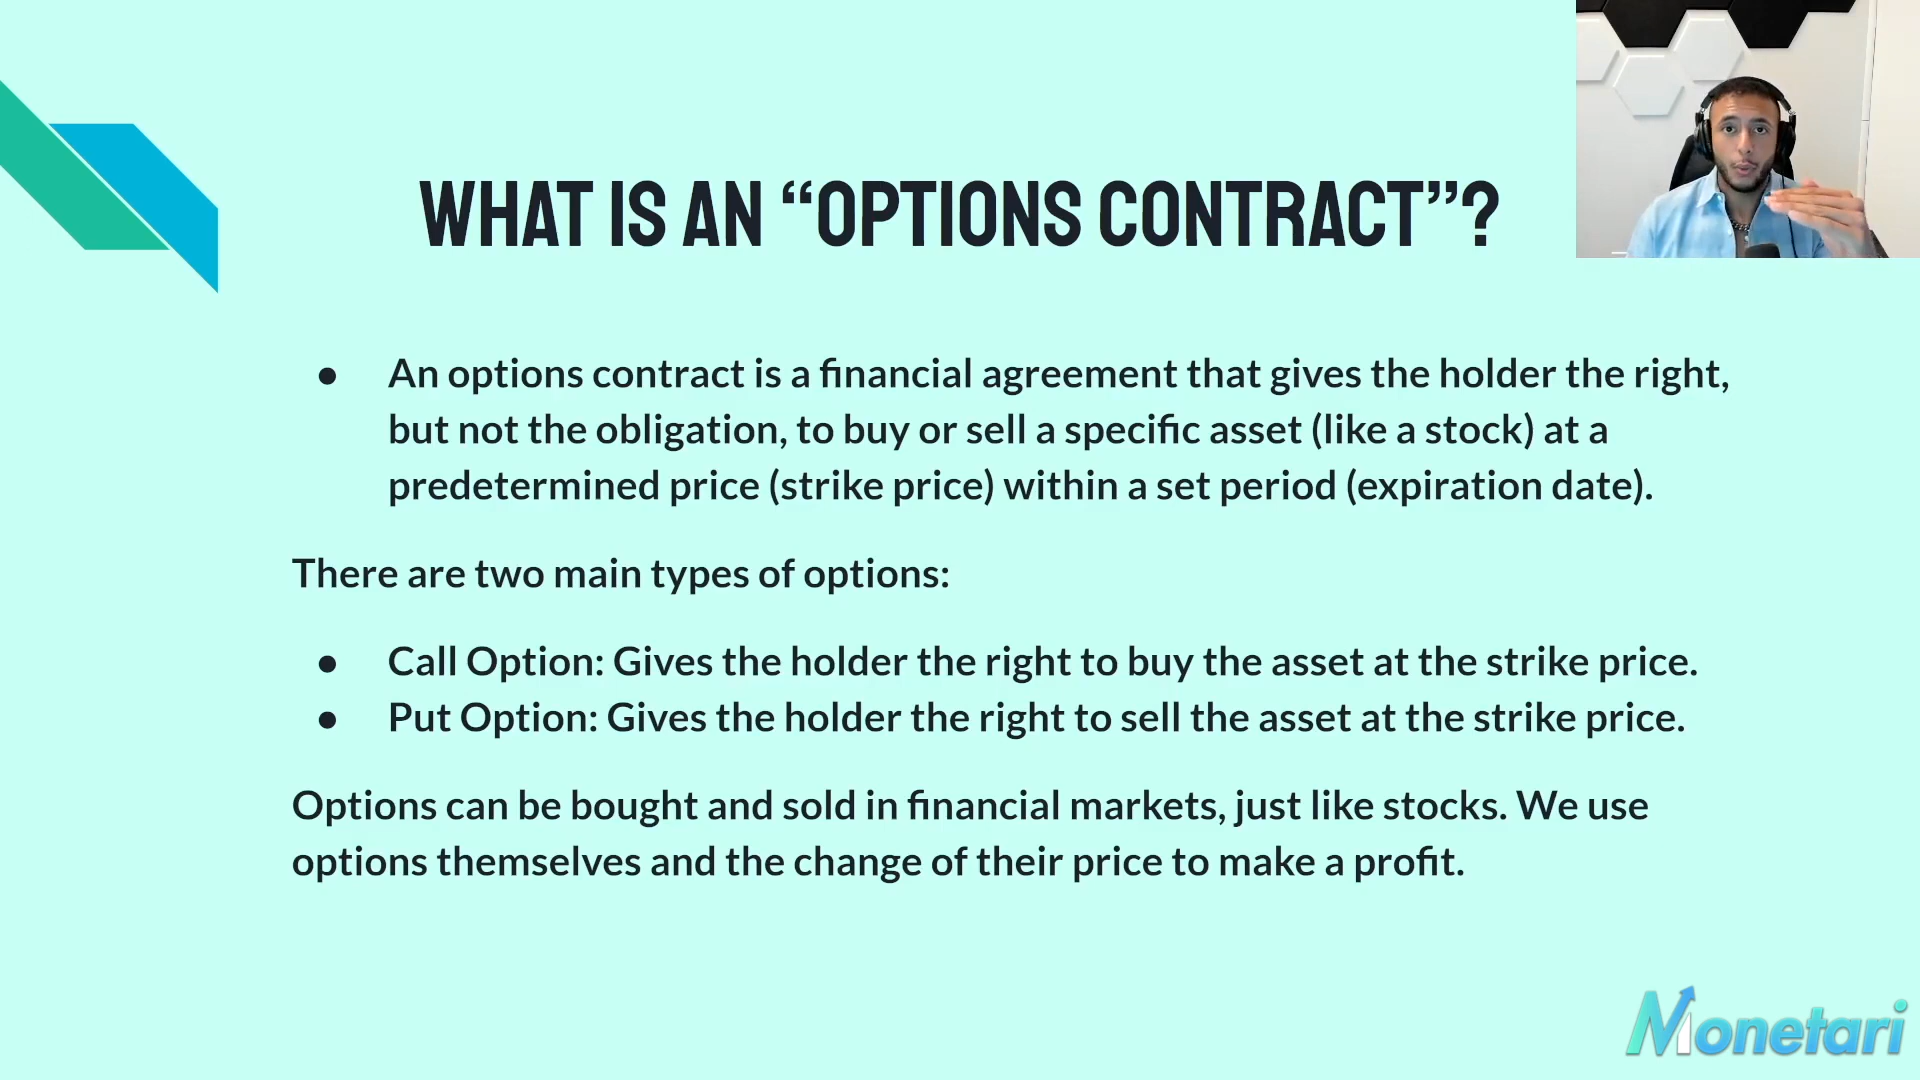 WHAT IS AN “OPTIONS CONTRACT”?
● An options contract is a financial agreement that gives the holder the right,
but not the obligation, to buy or sell a specific asset (like a stock) at a
predetermined price (strike price) within a set period (expiration date).
There are two main types of options:
● Call Option: Gives the holder the right to buy the asset at the strike price.
● Put Option: Gives the holder the right to sell the asset at the strike price.
Options can be bought and sold in financial markets, just like stocks. We use
options themselves and the change of their price to make a profit.
Monetari